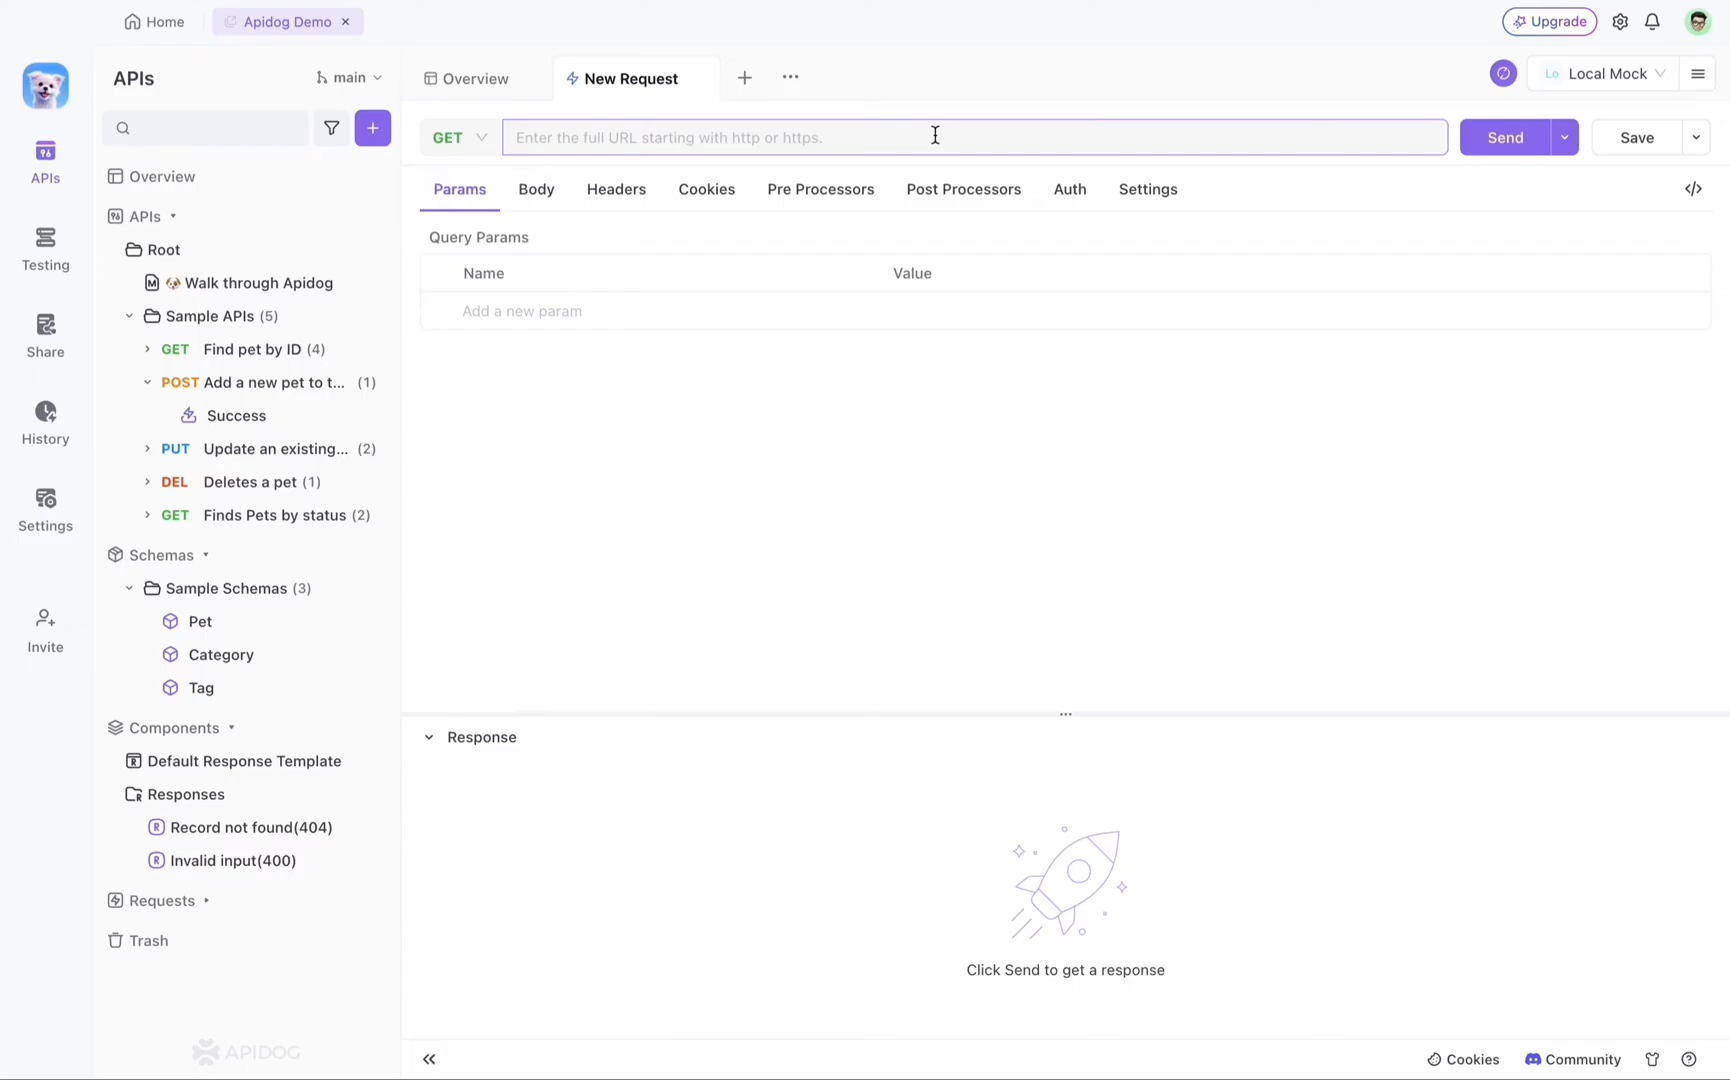 Home
Apidog Demo
Upgrade
APIs
main
Overview
New Request
Lo Local Mock
GET
Enter the full URL starting with http or https.
Send
Save
APIs
Testing
Share
History
Settings
Invite
Overview
APIs
Root
M Walk through Apidog
Sample APIs (5)
GET Find pet by ID (4)
POST Add a new pet to t... (1)
Success
PUT Update an existing... (2)
DEL Deletes a pet (1)
GET Finds Pets by status (2)
Schemas
Sample Schemas (3)
Pet
Category
Tag
Components
Default Response Template
Responses
R Record not found(404)
R Invalid input(400)
Requests
Trash
APIDOG
Params
Body
Headers
Cookies
Pre Processors
Post Processors
Auth
Settings
Query Params
Name
Value
Add a new param
Response
Click Send to get a response
Cookies
Community